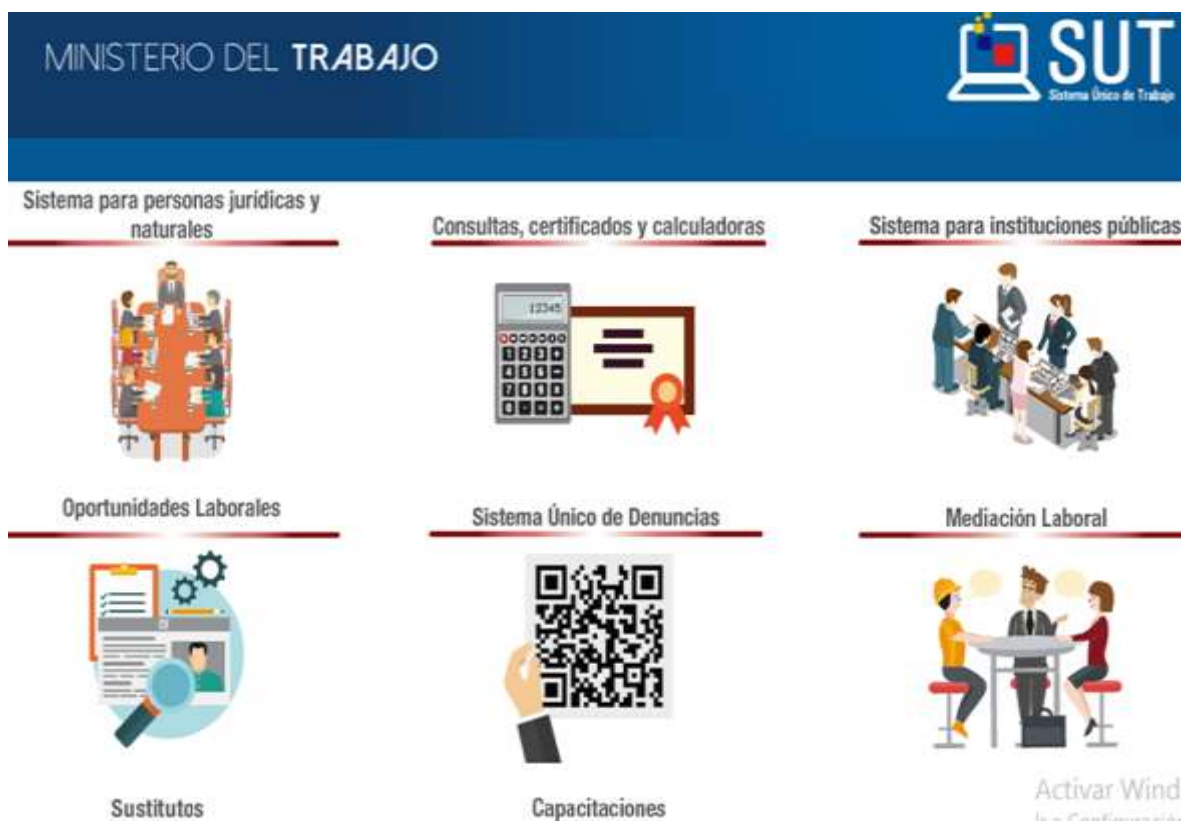 MINISTERIO DEL TRABAJO
SUT
Sistema Único de Trabajo
Sistema para personas jurídicas y
naturales
Consultas, certificados y calculadoras
Sistema para instituciones públicas
12345
Oportunidades Laborales
Sistema Único de Denuncias
Mediación Laboral
Sustitutos
Capacitaciones
Activar Wind